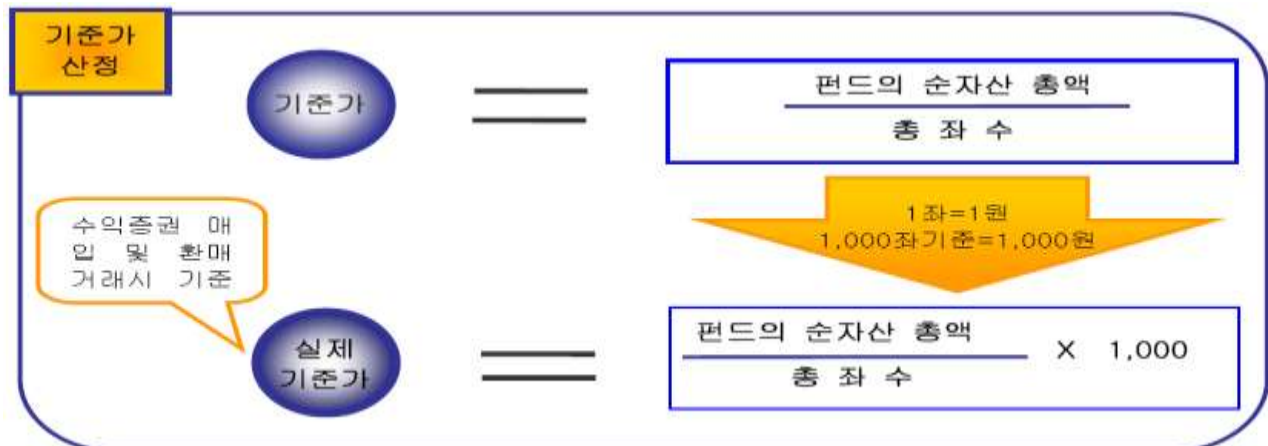 기준가
산정
기준가
펀드의 순자산 총액
총 좌 수
1좌=1원
1,000좌기준=1,000원
수익증권 매
입 및 환매
거래시 기준
실제
기준가
펀드의 순자산 총액
총 좌 수
X 1,000